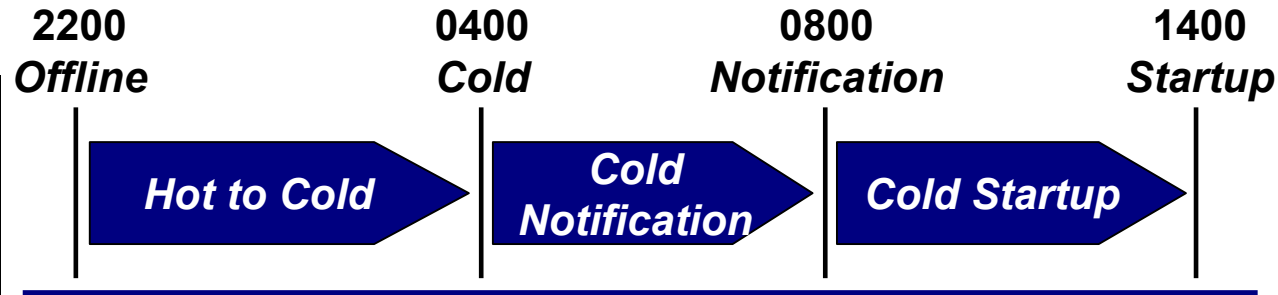 2200 0400 0800 1400
Offline Cold Notification Startup
Hot to Cold
Cold
Notification
Cold Startup